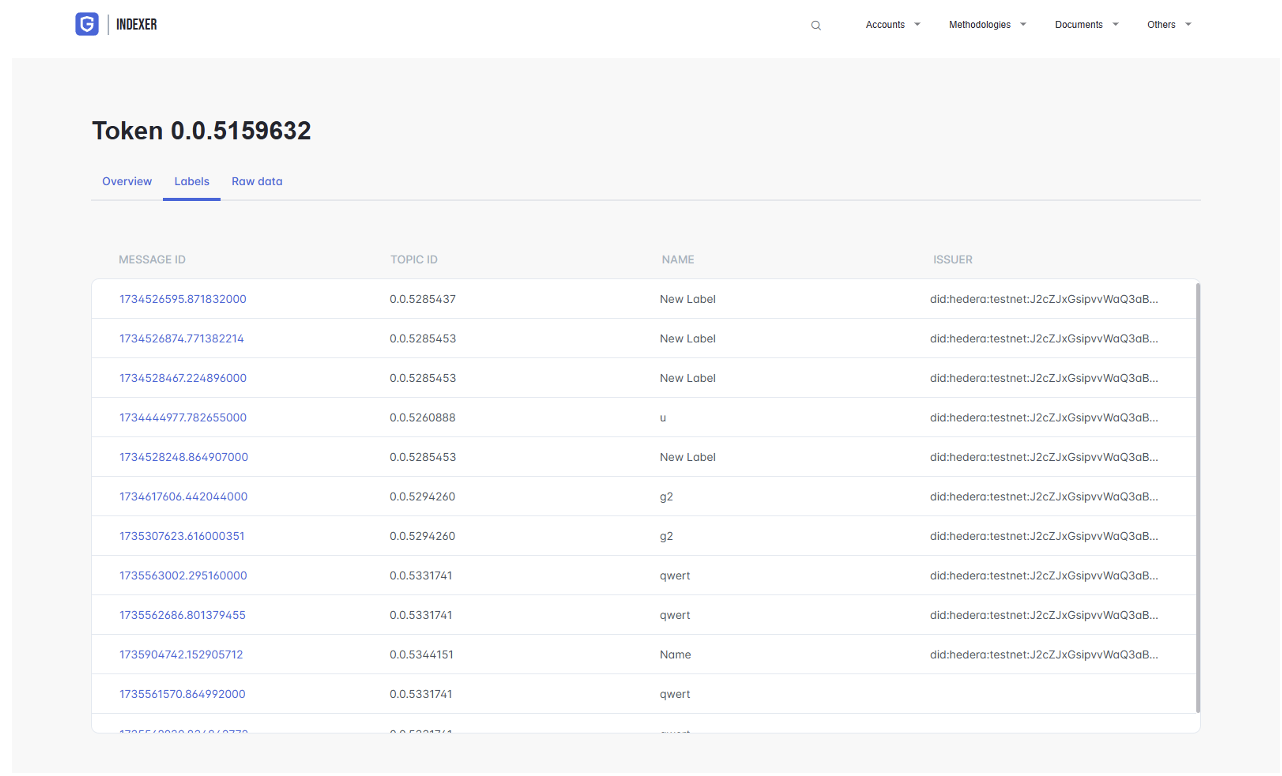 INDEXER Accounts Methodologies Documents Others
Token 0.0.5159632
Overview Labels Raw data
MESSAGE ID TOPIC ID NAME ISSUER
1734526595.871832000 0.0.5285437 New Label did:hedera:testnet:J2cZJxGsipvvWaQ3aB...
1734526874.771382214 0.0.5285453 New Label did:hedera:testnet:J2cZJxGsipvvWaQ3aB...
1734528467.224896000 0.0.5285453 New Label did:hedera:testnet:J2cZJxGsipvvWaQ3aB...
1734444977.782655000 0.0.5260888 u did:hedera:testnet:J2cZJxGsipvvWaQ3aB...
1734528248.864907000 0.0.5285453 New Label did:hedera:testnet:J2cZJxGsipvvWaQ3aB...
1734617606.442044000 0.0.5294260 g2 did:hedera:testnet:J2cZJxGsipvvWaQ3aB...
1735307623.616000351 0.0.5294260 g2 did:hedera:testnet:J2cZJxGsipvvWaQ3aB...
1735563002.295160000 0.0.5331741 qwert did:hedera:testnet:J2cZJxGsipvvWaQ3aB...
1735562686.801379455 0.0.5331741 qwert did:hedera:testnet:J2cZJxGsipvvWaQ3aB...
1735904742.152905712 0.0.5344151 Name did:hedera:testnet:J2cZJxGsipvvWaQ3aB...
1735561570.864992000 0.0.5331741 qwert